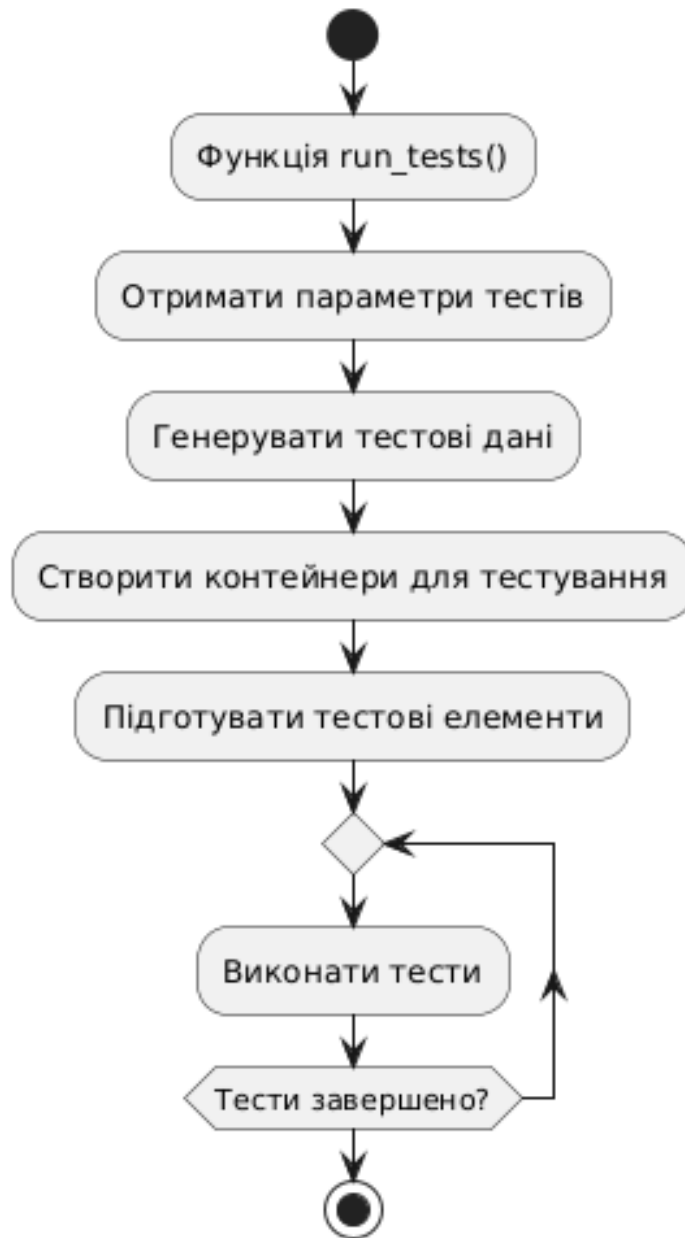 Функція run_tests()
Отримати параметри тестів
Генерувати тестові дані
Створити контейнери для тестування
Підготувати тестові елементи
Виконати тести
Тести завершено?